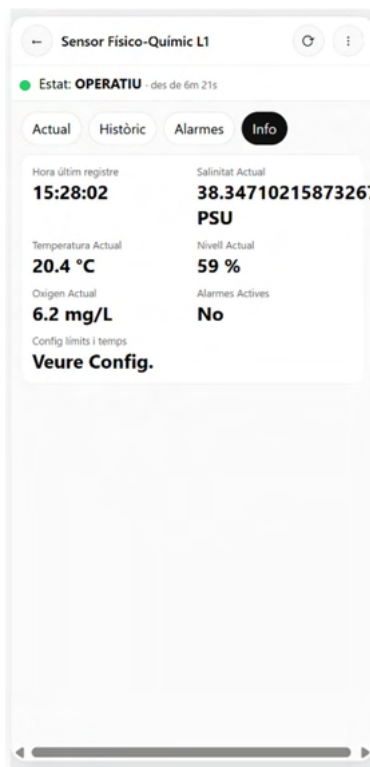 ← Sensor Físico-Químic L1
Estat: OPERATIU · des de 6m 21s
Actual Històric Alarmes Info
Hora últim registre
15:28:02
Salinitat Actual
38.34710215873267
PSU
Temperatura Actual
20.4 °C
Nivell Actual
59 %
Oxigen Actual
6.2 mg/L
Alarmes Actives
No
Config límits i temps
Veure Config.